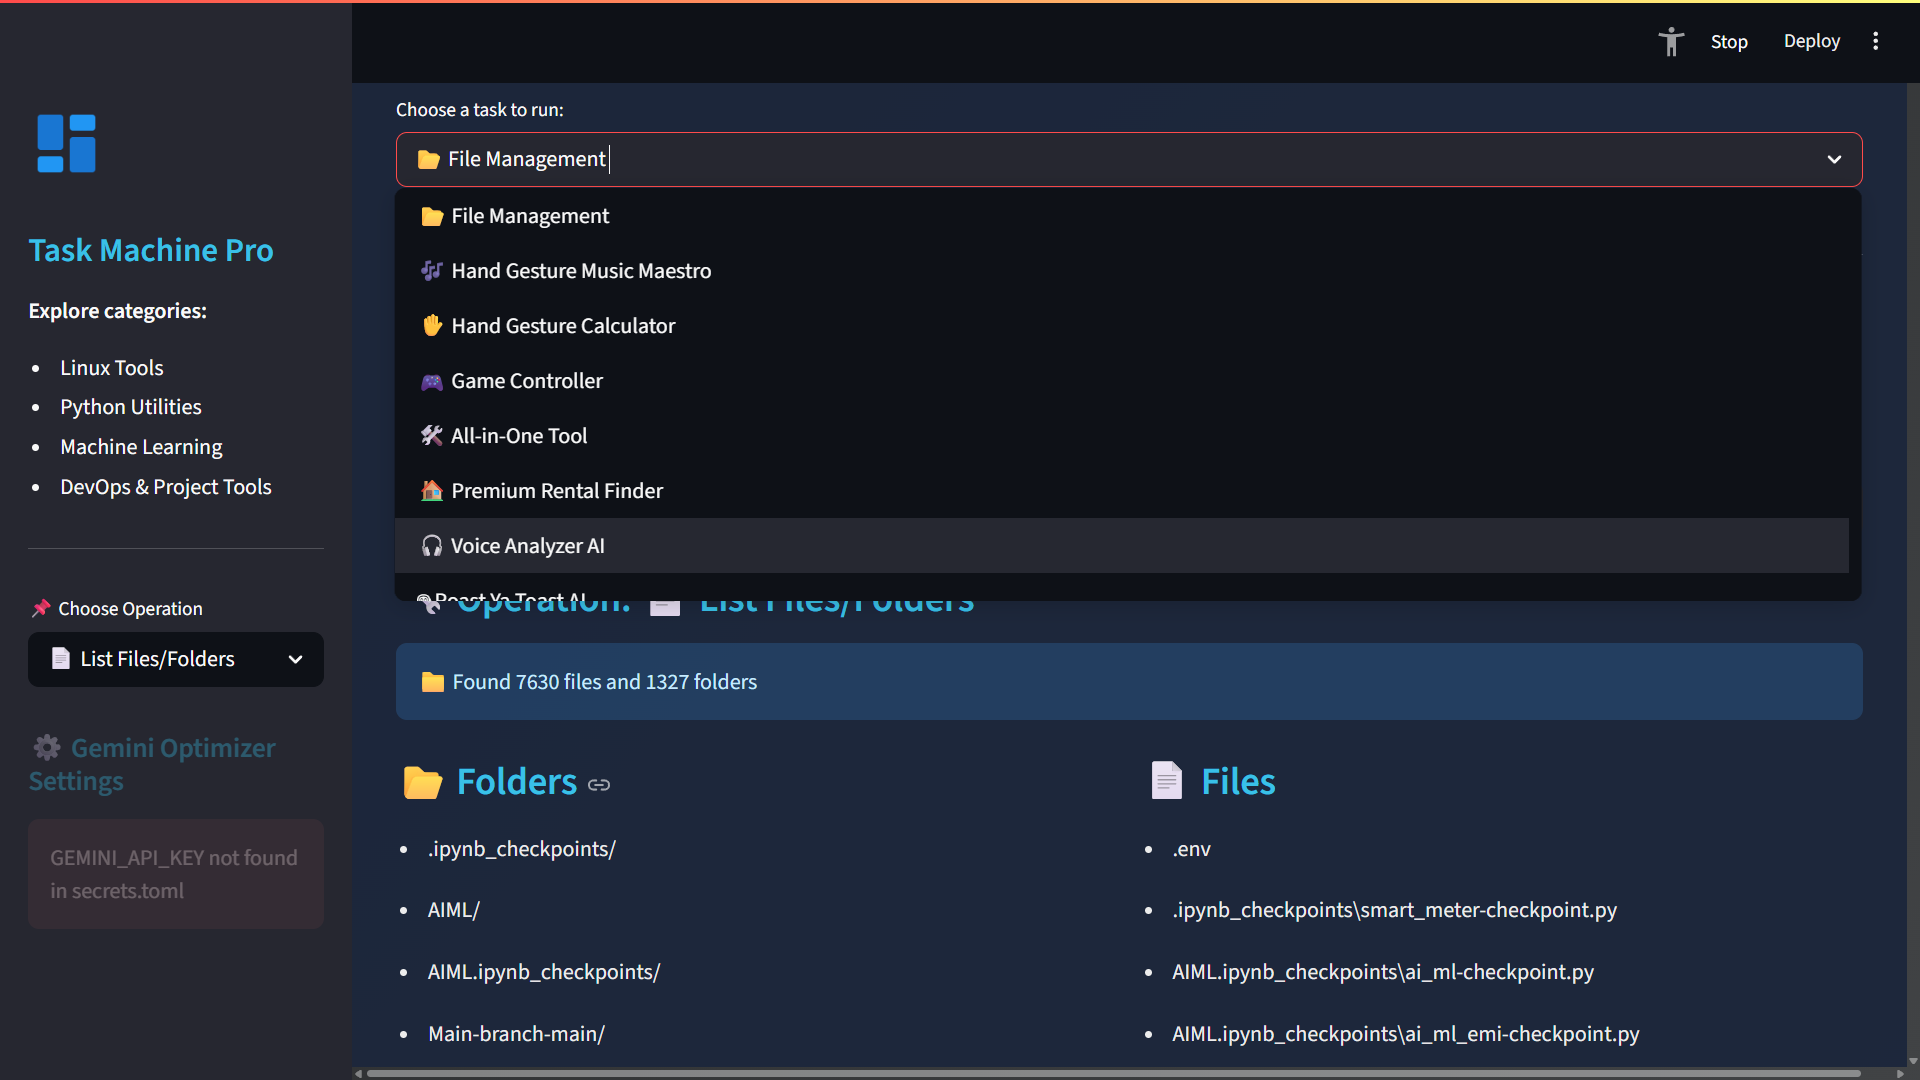 Stop
Deploy
Task Machine Pro
Explore categories:
Linux Tools
Python Utilities
Machine Learning
DevOps & Project Tools
Choose Operation
List Files/Folders
Gemini Optimizer
Settings
GEMINI_API_KEY not found
in secrets.toml
Choose a task to run:
File Management
File Management
Hand Gesture Music Maestro
Hand Gesture Calculator
Game Controller
All-in-One Tool
Premium Rental Finder
Voice Analyzer AI
Roast Ya Toast AI
Operation: List Files/Folders
Found 7630 files and 1327 folders
Folders
.ipynb_checkpoints/
AIML/
AIML.ipynb_checkpoints/
Main-branch-main/
Files
.env
.ipynb_checkpoints\smart_meter-checkpoint.py
AIML.ipynb_checkpoints\ai_ml-checkpoint.py
AIML.ipynb_checkpoints\ai_ml_emi-checkpoint.py